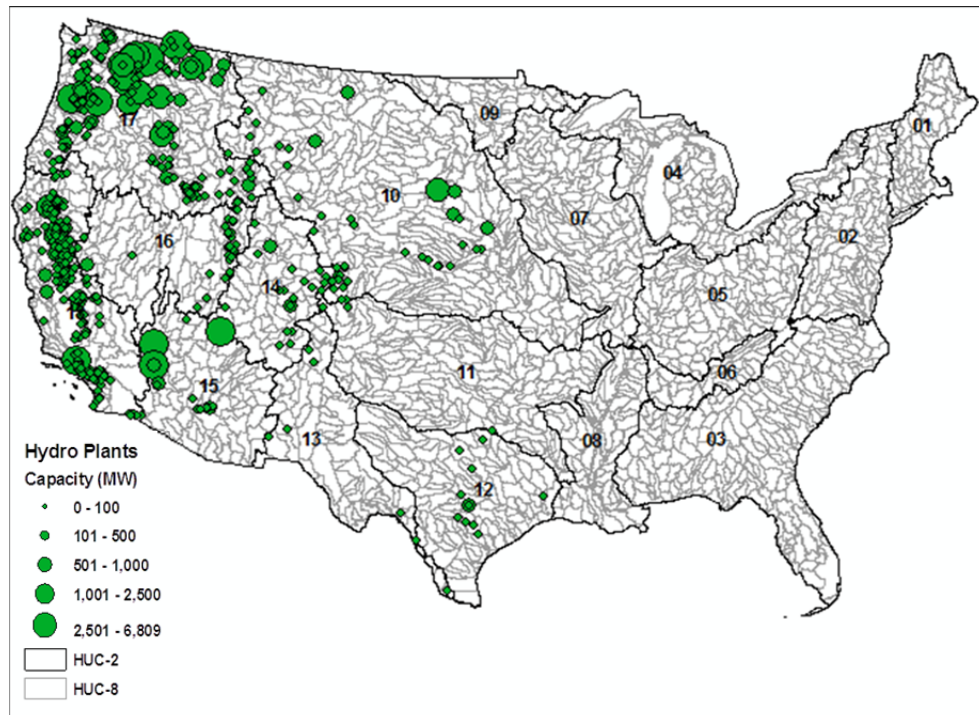 09
01
17
04
10
07
02
16
05
14
18
06
11
15
03
13
08
12
Hydro Plants
Capacity (MW)
0 - 100
101 - 500
501 - 1,000
1,001 - 2,500
2,501 - 6,809
HUC-2
HUC-8